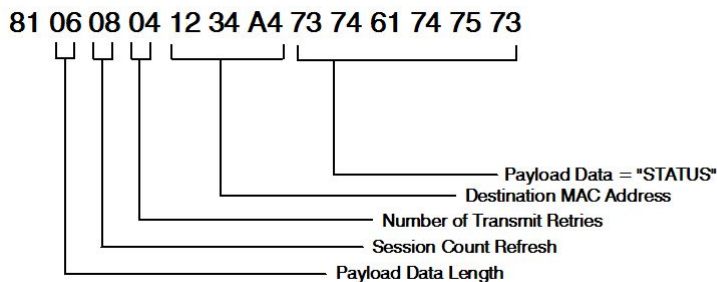 81 06 08 04 12 34 A4 73 74 61 74 75 73
Payload Data = "STATUS"
Destination MAC Address
Number of Transmit Retries
Session Count Refresh
Payload Data Length